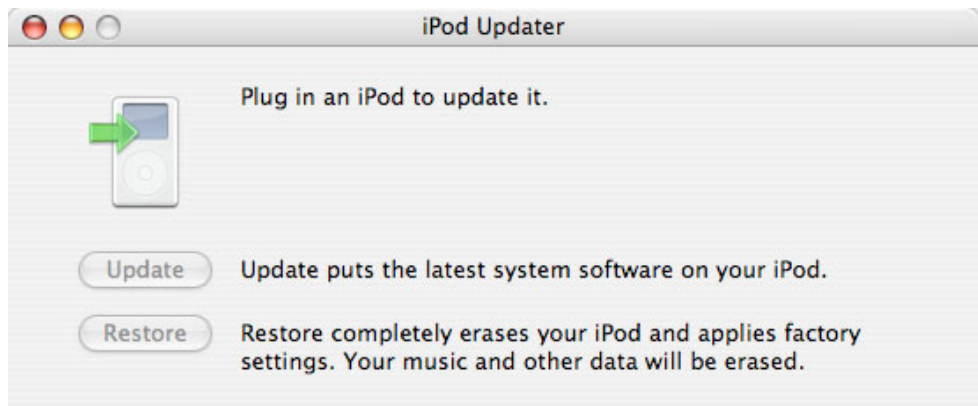 iPod Updater
Plug in an iPod to update it.
Update
Update puts the latest system software on your iPod.
Restore
Restore completely erases your iPod and applies factory
settings. Your music and other data will be erased.